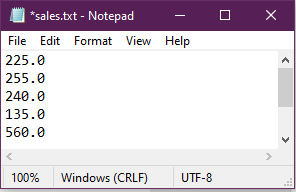 *sales.txt - Notepad
File Edit Format View Help
225.0
255.0
240.0
135.0
560.0
100% Windows (CRLF) UTF-8